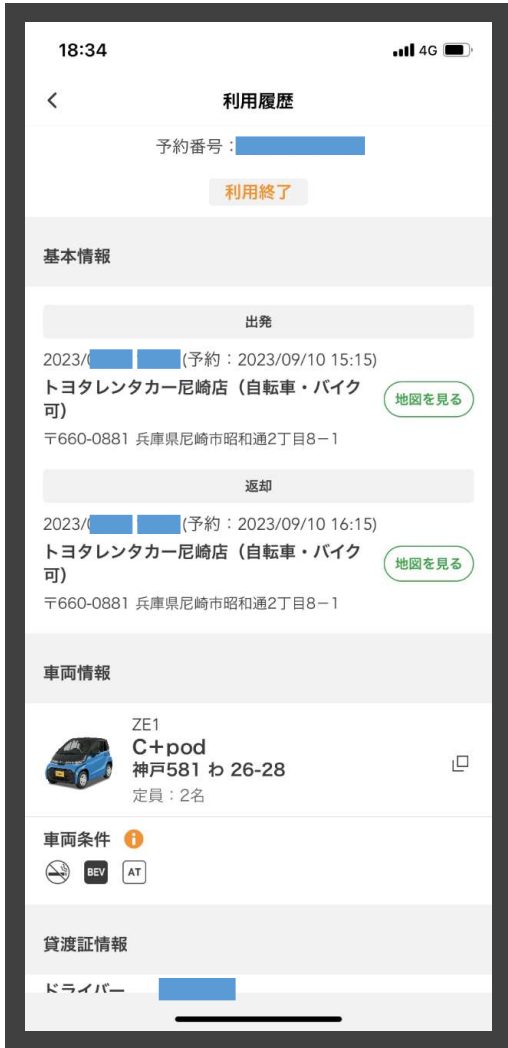 18:34
4G
利用履歴
予約番号：
利用終了
基本情報
出発
2023/ (予約：2023/09/10 15:15)
トヨタレンタカー尼崎店（自転車・バイク
可）
地図を見る
〒660-0881 兵庫県尼崎市昭和通2丁目8－1
返却
2023/ (予約：2023/09/10 16:15)
トヨタレンタカー尼崎店（自転車・バイク
可）
地図を見る
〒660-0881 兵庫県尼崎市昭和通2丁目8－1
車両情報
ZE1
C+pod
神戸581 わ 26-28
定員：2名
車両条件
BEV AT
貸渡証情報
ドライバー